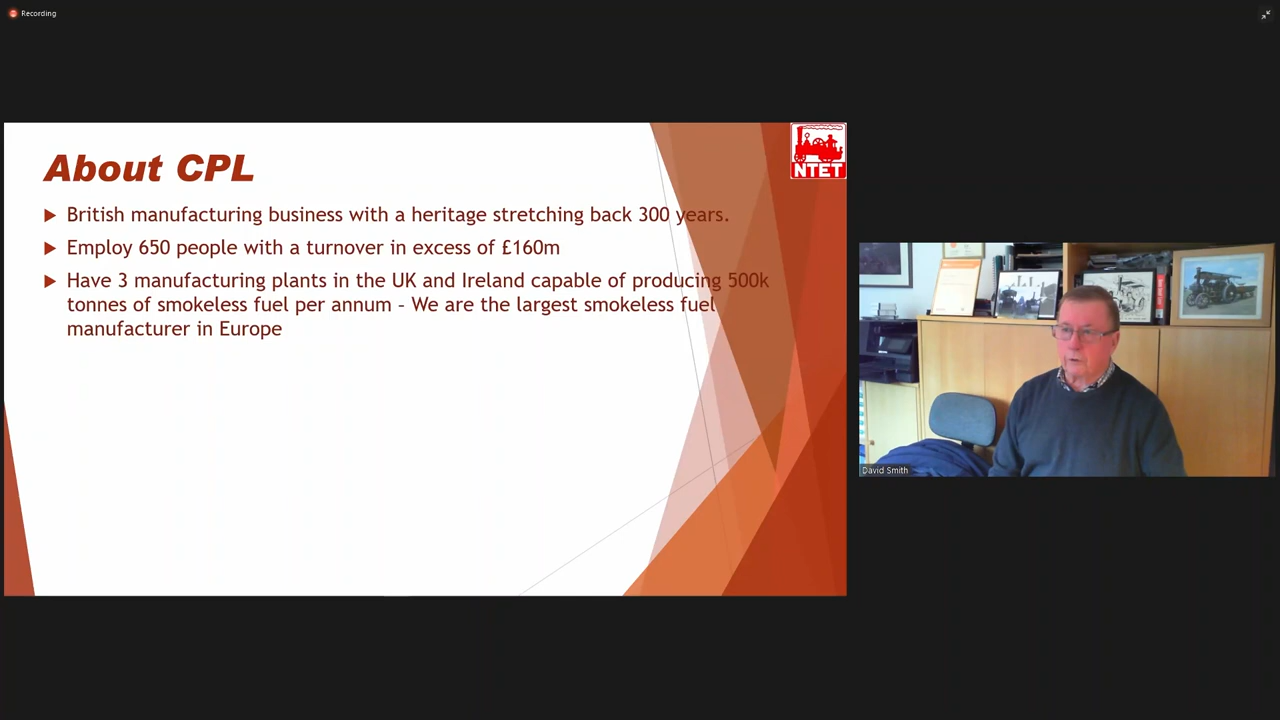 Recording
About CPL
British manufacturing business with a heritage stretching back 300 years.
Employ 650 people with a turnover in excess of £160m
Have 3 manufacturing plants in the UK and Ireland capable of producing 500k
tonnes of smokeless fuel per annum – We are the largest smokeless fuel
manufacturer in Europe
NTET
David Smith